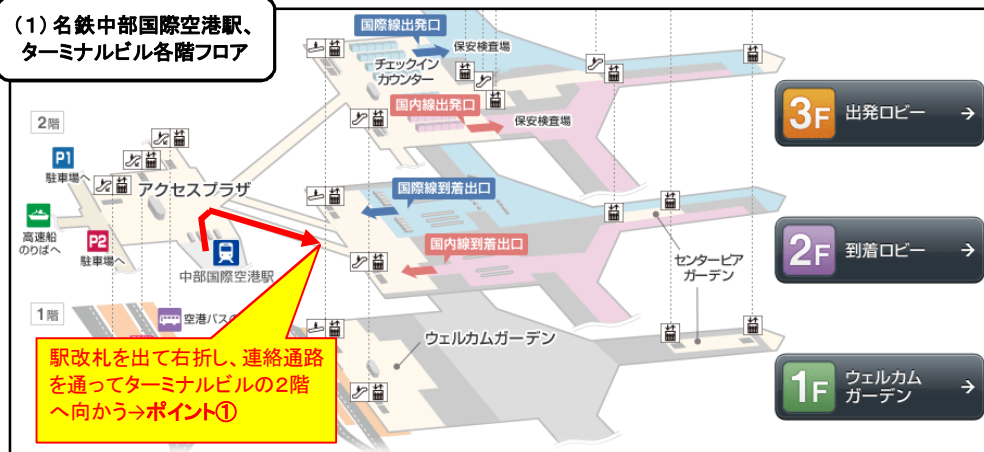 （１）名鉄中部国際空港駅、
ターミナルビル各階フロア
国際線出発口
保安検査場
チェックイン
カウンター
国内線出発口
保安検査場
3F 出発ロビー
2階
P1
駐車場へ
アクセスプラザ
高速船
のりばへ
P2
駐車場へ
中部国際空港駅
国際線到着出口
国内線到着出口
センターピア
ガーデン
2F 到着ロビー
1階
空港バスの
ウェルカムガーデン
1F ウェルカム
ガーデン
駅改札を出て右折し、連絡通路
を通ってターミナルビルの２階
へ向かう→ポイント①